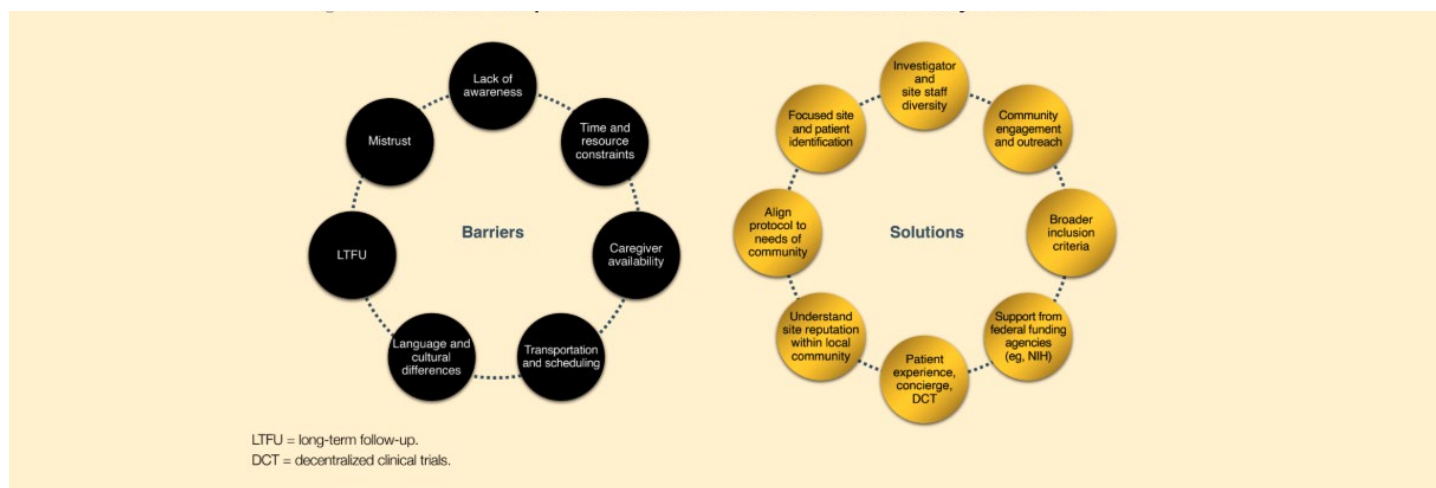 Lack of
awareness
Time and
resource
constraints
Caregiver
availability
Transportation
and scheduling
Language and
cultural
differences
LTFU
Mistrust
Barriers
Investigator
and
site staff
diversity
Community
engagement
and outreach
Broader
inclusion
criteria
Support from
federal funding
agencies
(eg, NIH)
Patient
experience,
concierge,
DCT
Understand
site reputation
within local
community
Align
protocol to
needs of
community
Focused site
and patient
identification
Solutions
LTFU = long-term follow-up.
DCT = decentralized clinical trials.